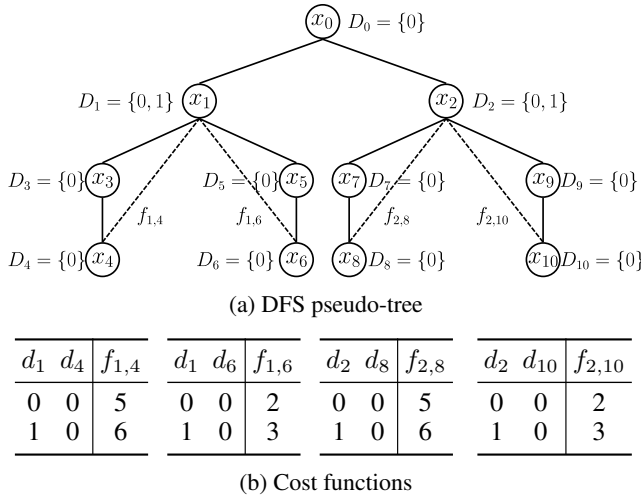 x₀ D₀ = {0}
D₁ = {0, 1} x₁ x₂ D₂ = {0, 1}
D₃ = {0} x₃ D₅ = {0} x₅ x₇ D₇ = {0} x₉ D₉ = {0}
f₁,₄ f₁,₆ f₂,₈ f₂,₁₀
D₄ = {0} x₄ D₆ = {0} x₆ x₈ D₈ = {0} x₁₀ D₁₀ = {0}
(a) DFS pseudo-tree
d₁ d₄ f₁,₄ d₁ d₆ f₁,₆ d₂ d₈ f₂,₈ d₂ d₁₀ f₂,₁₀
0 0 5 0 0 2 0 0 5 0 0 2
1 0 6 1 0 3 1 0 6 1 0 3
(b) Cost functions